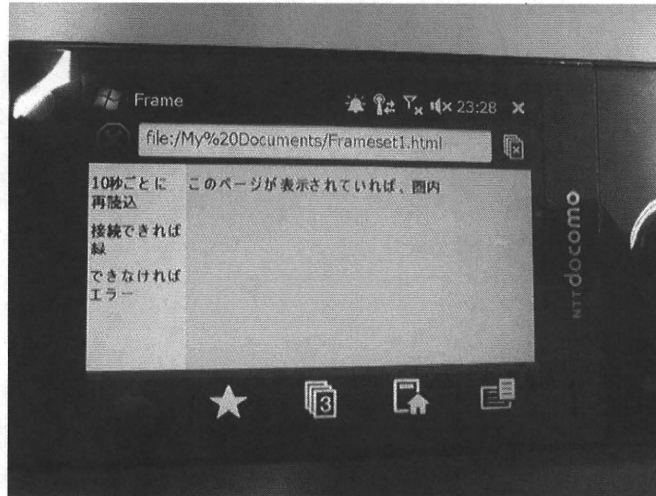 Frame
23:28
file:/My%20Documents/Frameset1.html
10秒ごとに
再読込
接続できれば
緑
できなければ
エラー
このページが表示されていれば、圏内
3
NTT docomo